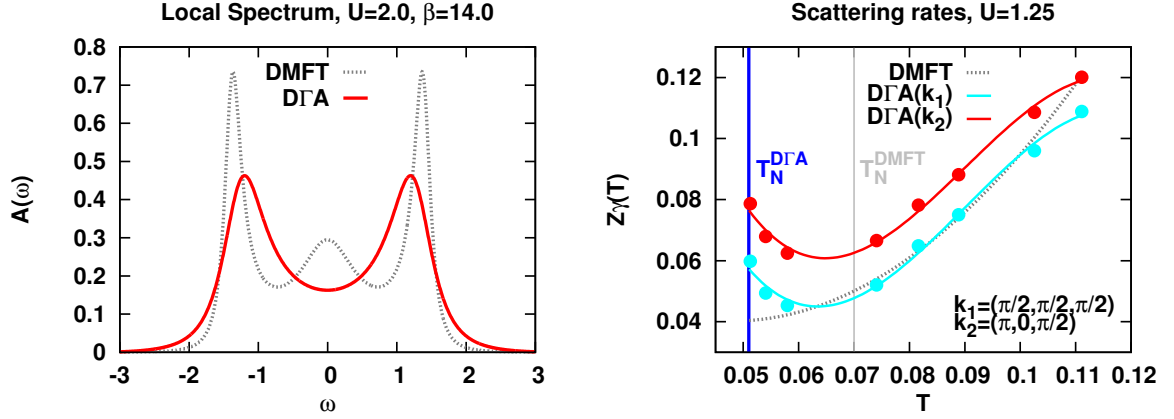 Local Spectrum, U=2.0, β=14.0
0.8
0.7
0.6
0.5
0.4
0.3
0.2
0.1
0
A(ω)
DMFT
DΓA
-3 -2 -1 0 1 2 3
ω
Scattering rates, U=1.25
0.12
0.1
0.08
0.06
0.04
Zγ(T)
DMFT
DΓA(k₁)
DΓA(k₂)
T_N^DΓA
T_N^DMFT
k₁=(π/2,π/2,π/2)
k₂=(π,0,π/2)
0.05 0.06 0.07 0.08 0.09 0.1 0.11 0.12
T